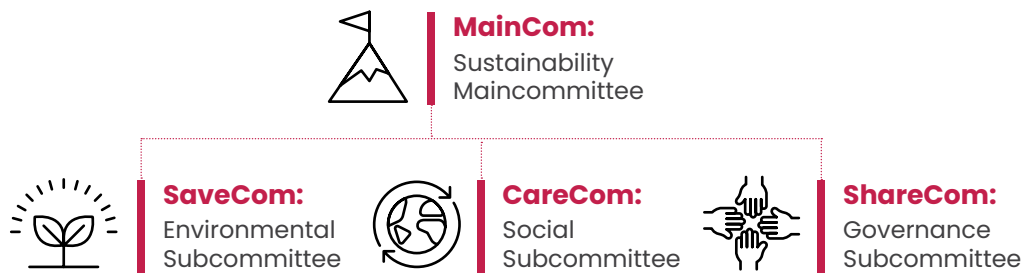 MainCom:
Sustainability
Maincommittee
SaveCom:
Environmental
Subcommittee
CareCom:
Social
Subcommittee
ShareCom:
Governance
Subcommittee